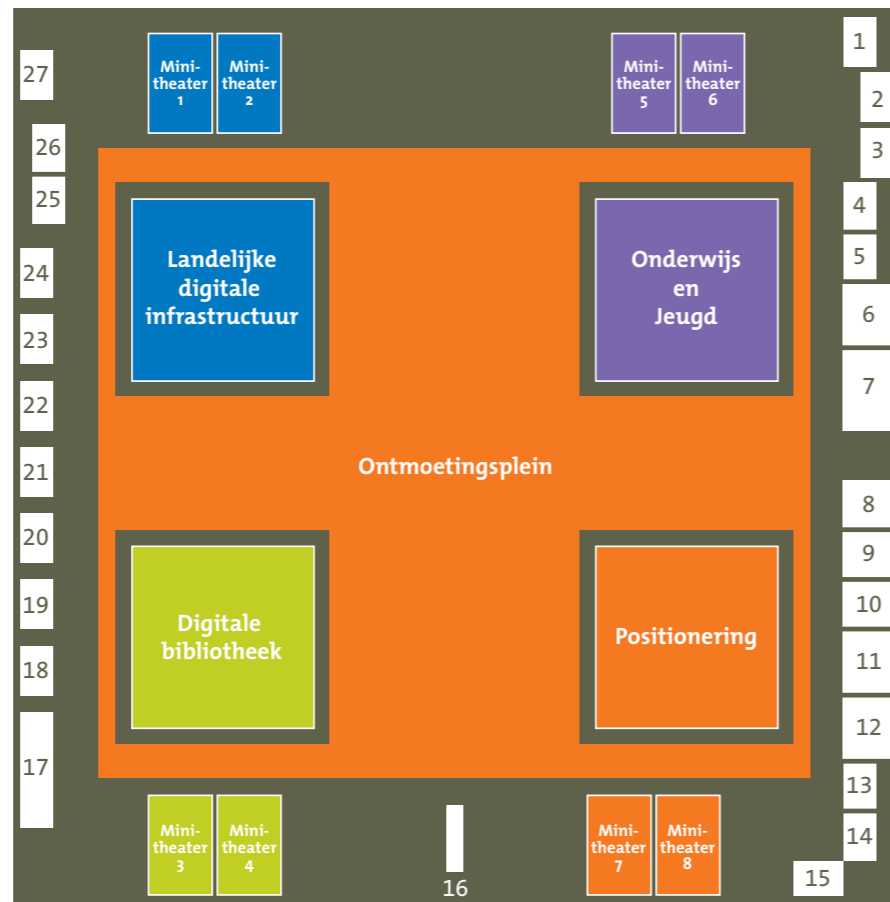 Mini-
theater
1
Mini-
theater
2
Mini-
theater
5
Mini-
theater
6
1
2
3
4
5
6
7
8
9
10
11
12
13
14
15
16
17
18
19
20
21
22
23
24
25
26
27
Landelijke
digitale
infrastructuur
Onderwijs
en
Jeugd
Ontmoetingsplein
Digitale
bibliotheek
Positionering
Mini-
theater
3
Mini-
theater
4
Mini-
theater
7
Mini-
theater
8